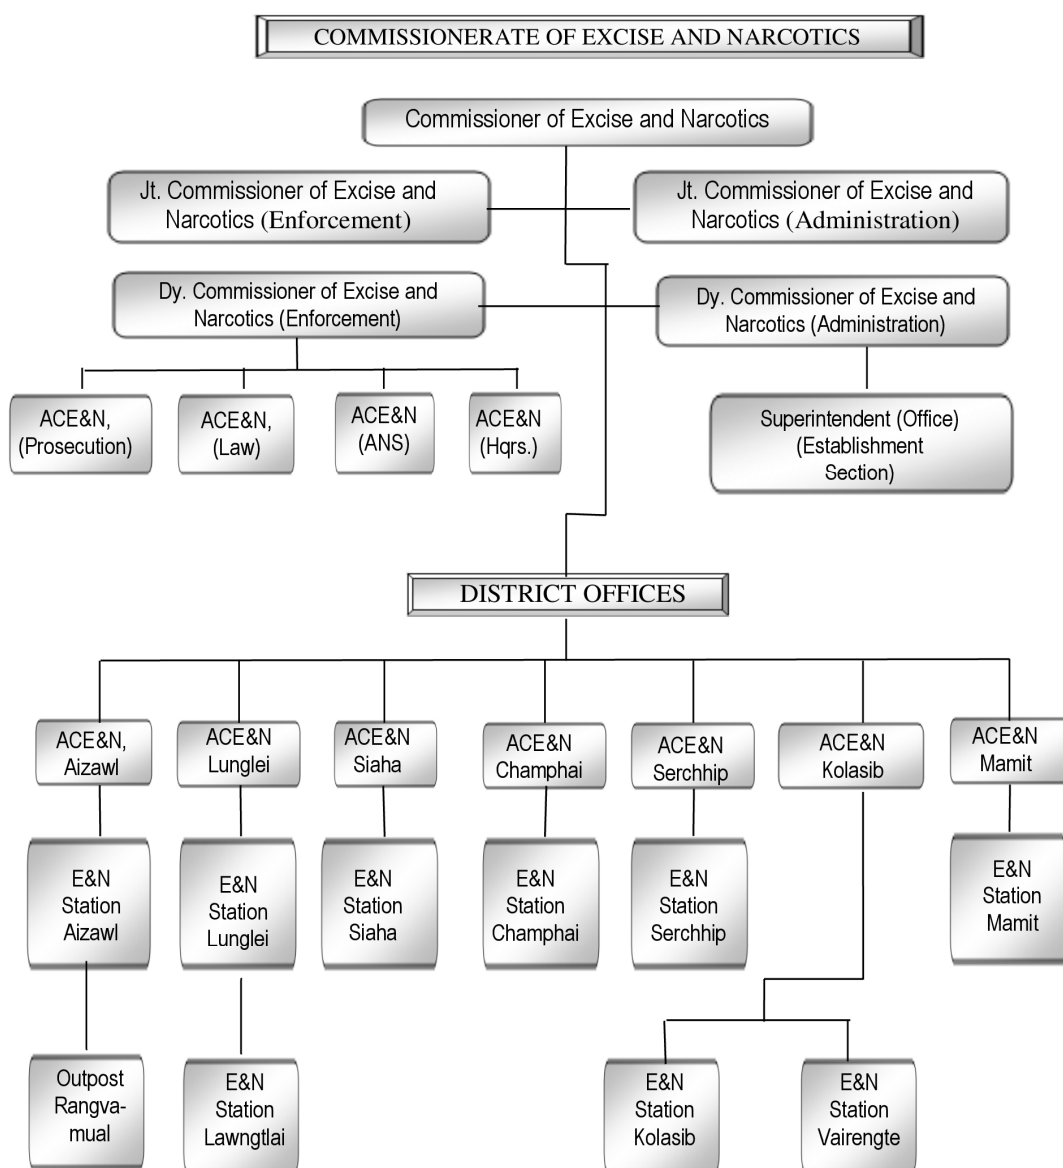 COMMISSIONERATE OF EXCISE AND NARCOTICS
Commissioner of Excise and Narcotics
Jt. Commissioner of Excise and
Narcotics (Enforcement)
Jt. Commissioner of Excise and
Narcotics (Administration)
Dy. Commissioner of Excise and
Narcotics (Enforcement)
Dy. Commissioner of Excise and
Narcotics (Administration)
ACE&N,
(Prosecution)
ACE&N,
(Law)
ACE&N
(ANS)
ACE&N
(Hqrs.)
Superintendent (Office)
(Establishment
Section)
DISTRICT OFFICES
ACE&N,
Aizawl
ACE&N
Lunglei
ACE&N
Siaha
ACE&N
Champhai
ACE&N
Serchhip
ACE&N
Kolasib
ACE&N
Mamit
E&N
Station
Aizawl
E&N
Station
Lunglei
E&N
Station
Siaha
E&N
Station
Champhai
E&N
Station
Serchhip
E&N
Station
Mamit
Outpost
Rangva-
mual
E&N
Station
Lawngtlai
E&N
Station
Kolasib
E&N
Station
Vairengte